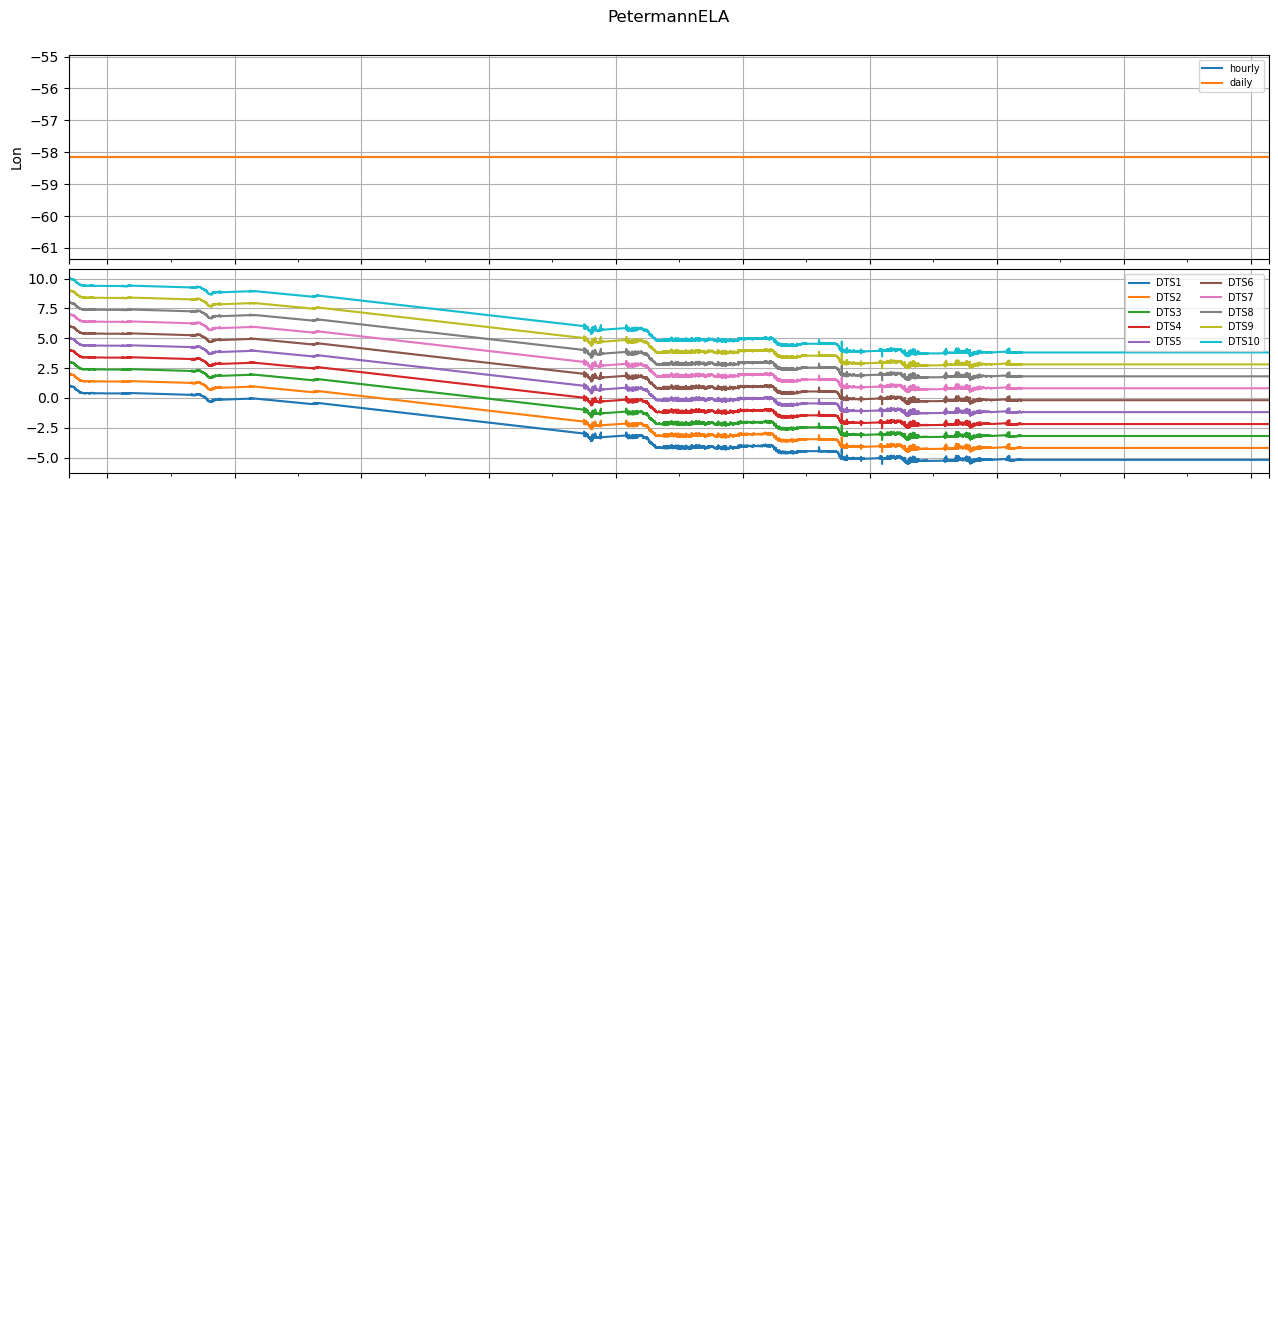 PetermannELA
−55
−56
−57
−58
−59
−60
−61
Lon
hourly
daily
10.0
7.5
5.0
2.5
0.0
−2.5
−5.0
DTS1 DTS6
DTS2 DTS7
DTS3 DTS8
DTS4 DTS9
DTS5 DTS10